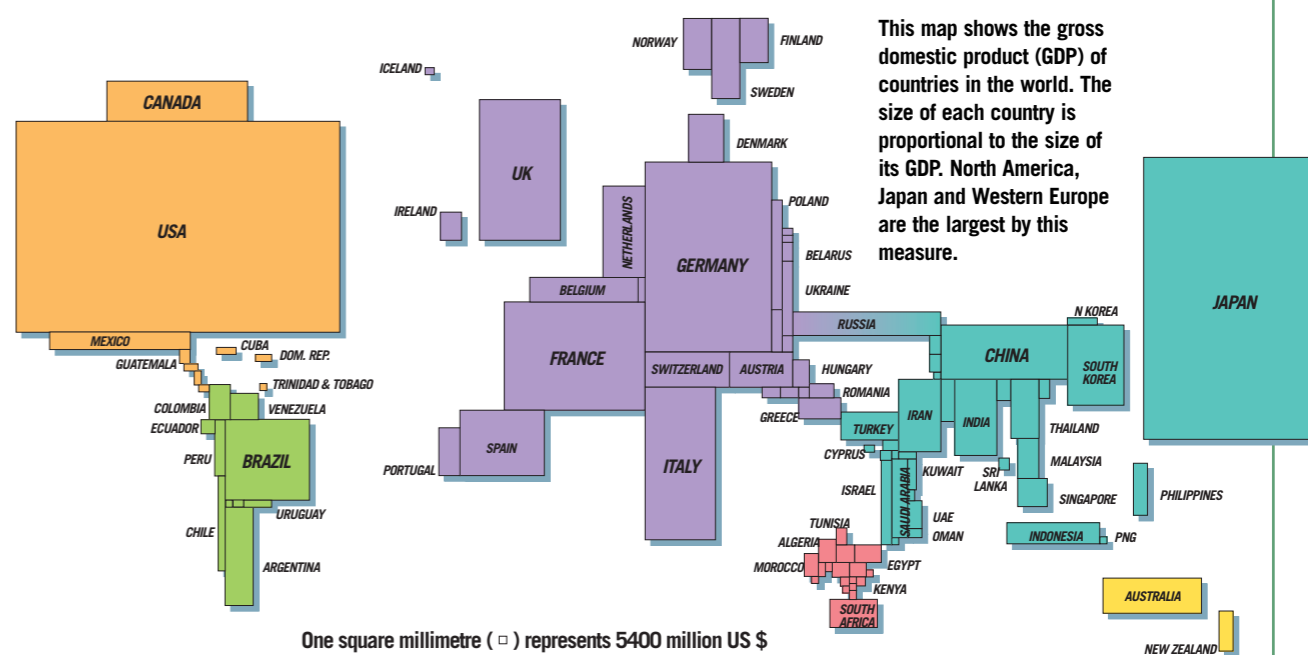 This map shows the gross
domestic product (GDP) of
countries in the world. The
size of each country is
proportional to the size of
its GDP. North America,
Japan and Western Europe
are the largest by this
measure.
CANADA
USA
MEXICO
GUATEMALA
CUBA
DOM. REP.
TRINIDAD & TOBAGO
COLOMBIA
VENEZUELA
ECUADOR
PERU
BRAZIL
URUGUAY
CHILE
ARGENTINA
ICELAND
NORWAY
FINLAND
SWEDEN
DENMARK
UK
IRELAND
NETHERLANDS
GERMANY
POLAND
BELARUS
UKRAINE
BELGIUM
FRANCE
SWITZERLAND
AUSTRIA
HUNGARY
ROMANIA
GREECE
SPAIN
PORTUGAL
ITALY
RUSSIA
N KOREA
CHINA
SOUTH
KOREA
JAPAN
TURKEY
IRAN
INDIA
THAILAND
CYPRUS
KUWAIT
SRI
LANKA
MALAYSIA
ISRAEL
SAUDI ARABIA
SINGAPORE
PHILIPPINES
UAE
OMAN
INDONESIA
PNG
TUNISIA
ALGERIA
MOROCCO
EGYPT
KENYA
SOUTH
AFRICA
AUSTRALIA
NEW ZEALAND
One square millimetre ( □ ) represents 5400 million US $